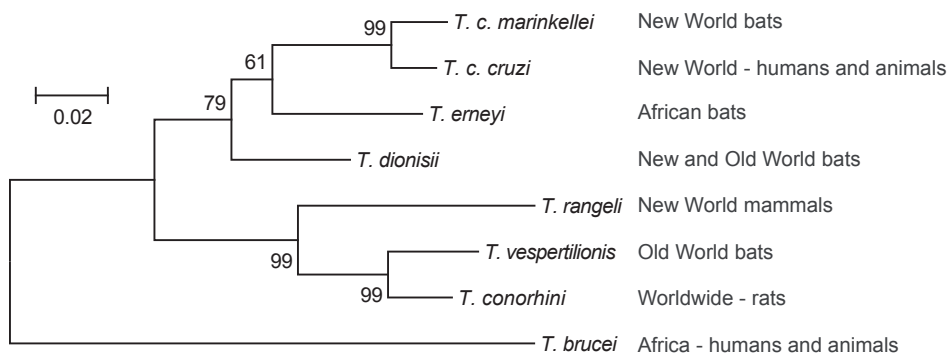 99 T. c. marinkellei New World bats
61 T. c. cruzi New World - humans and animals
79 T. erneyi African bats
0.02
T. dionisii New and Old World bats
T. rangeli New World mammals
99 T. vespertilionis Old World bats
99 T. conorhini Worldwide - rats
T. brucei Africa - humans and animals